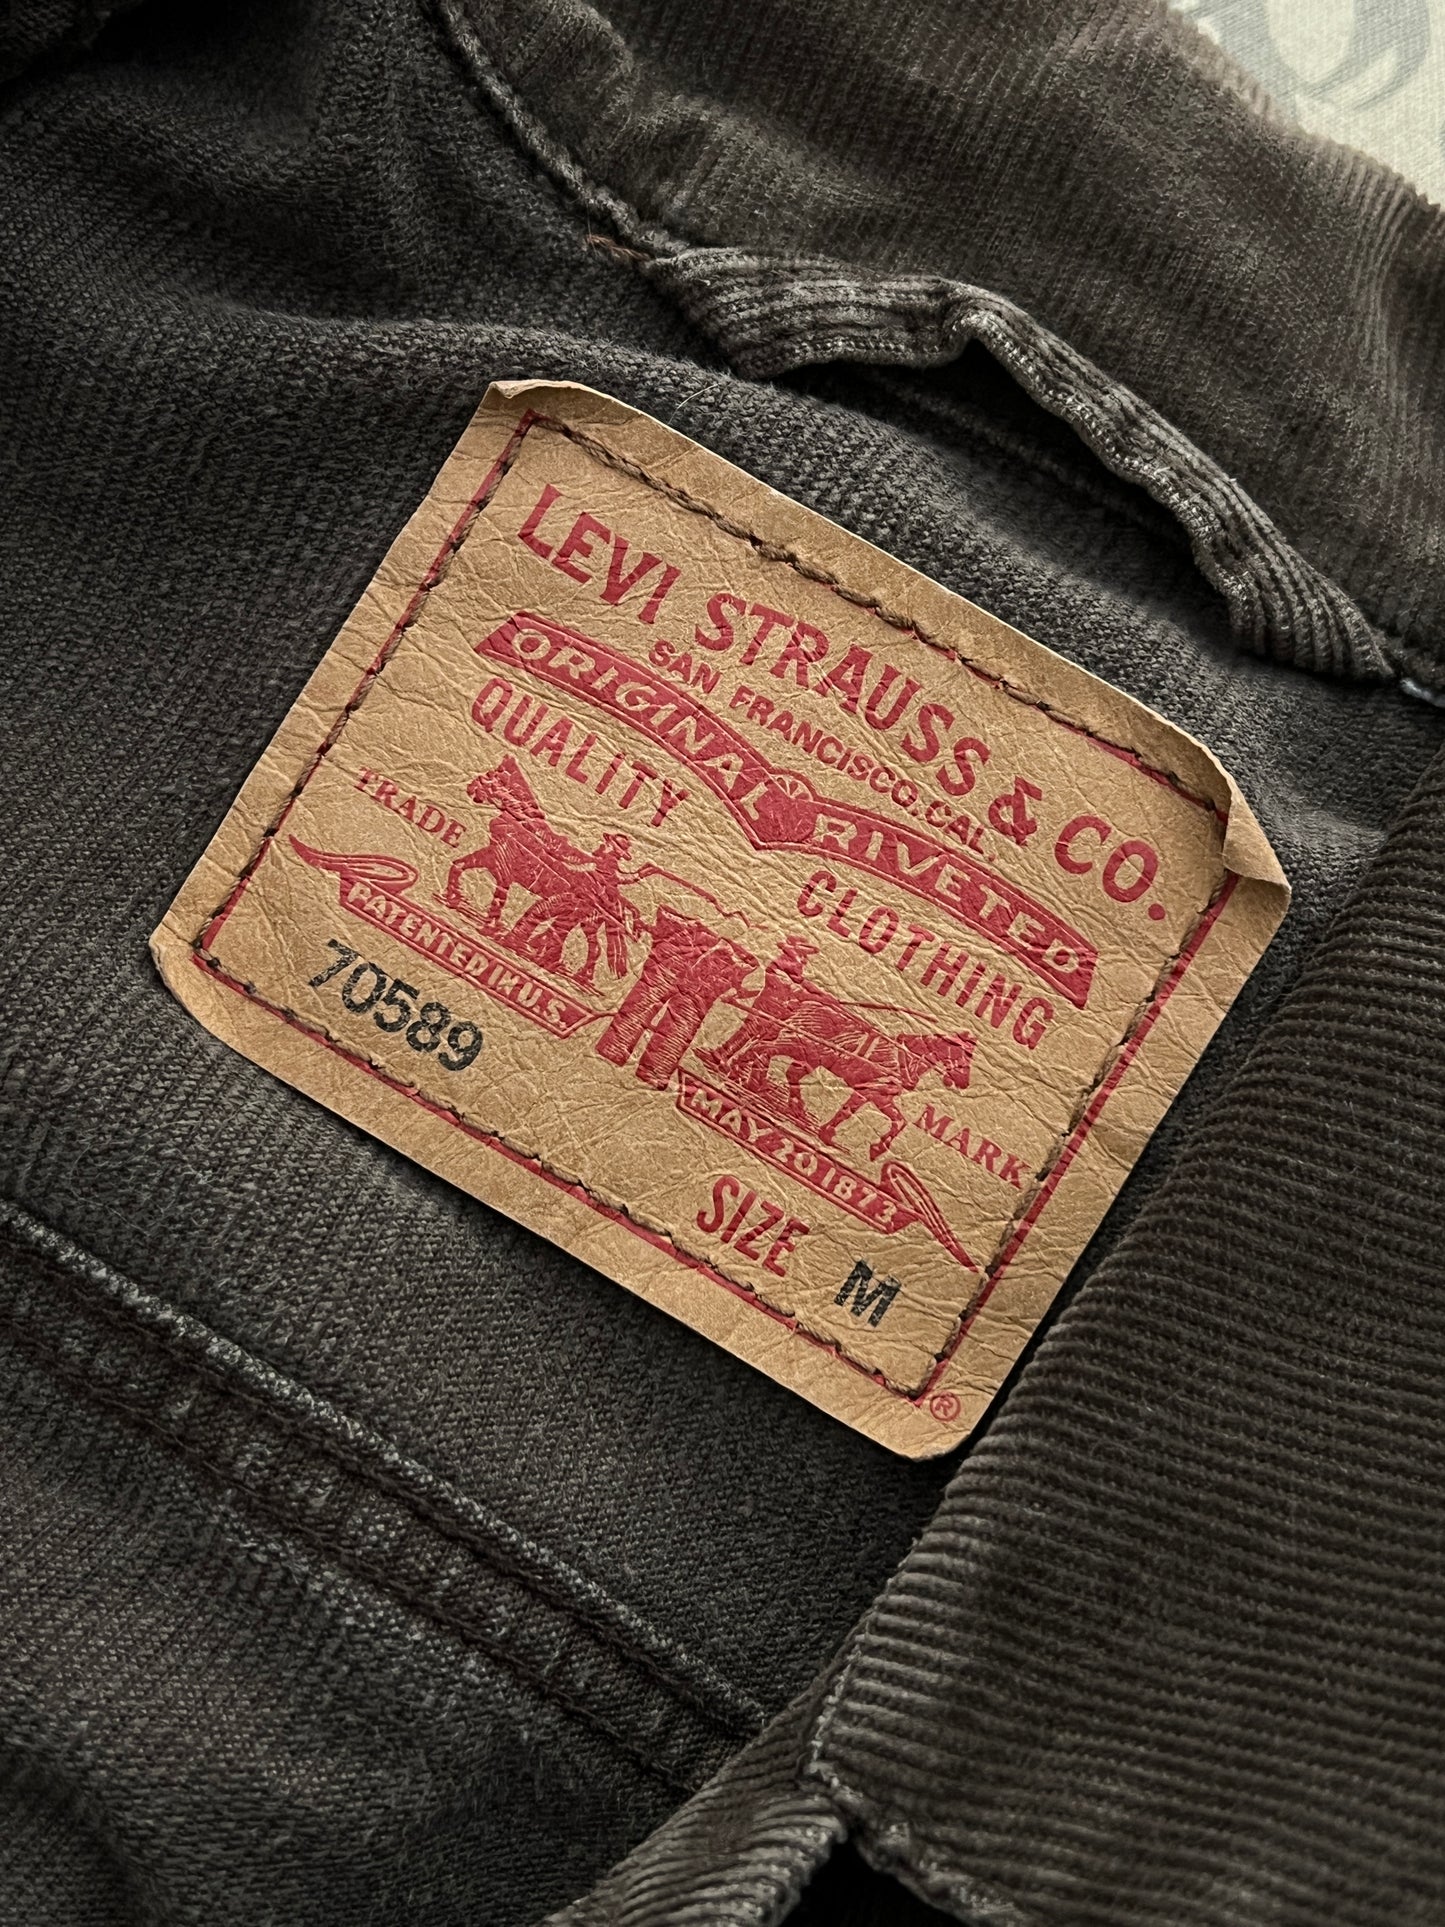 LEVI STRAUSS & CO.
SAN FRANCISCO, CAL.
ORIGINAL RIVETED
QUALITY CLOTHING
TRADE MARK
PATENTED IN U.S.
MAY 20 1873
70589
SIZE M
®